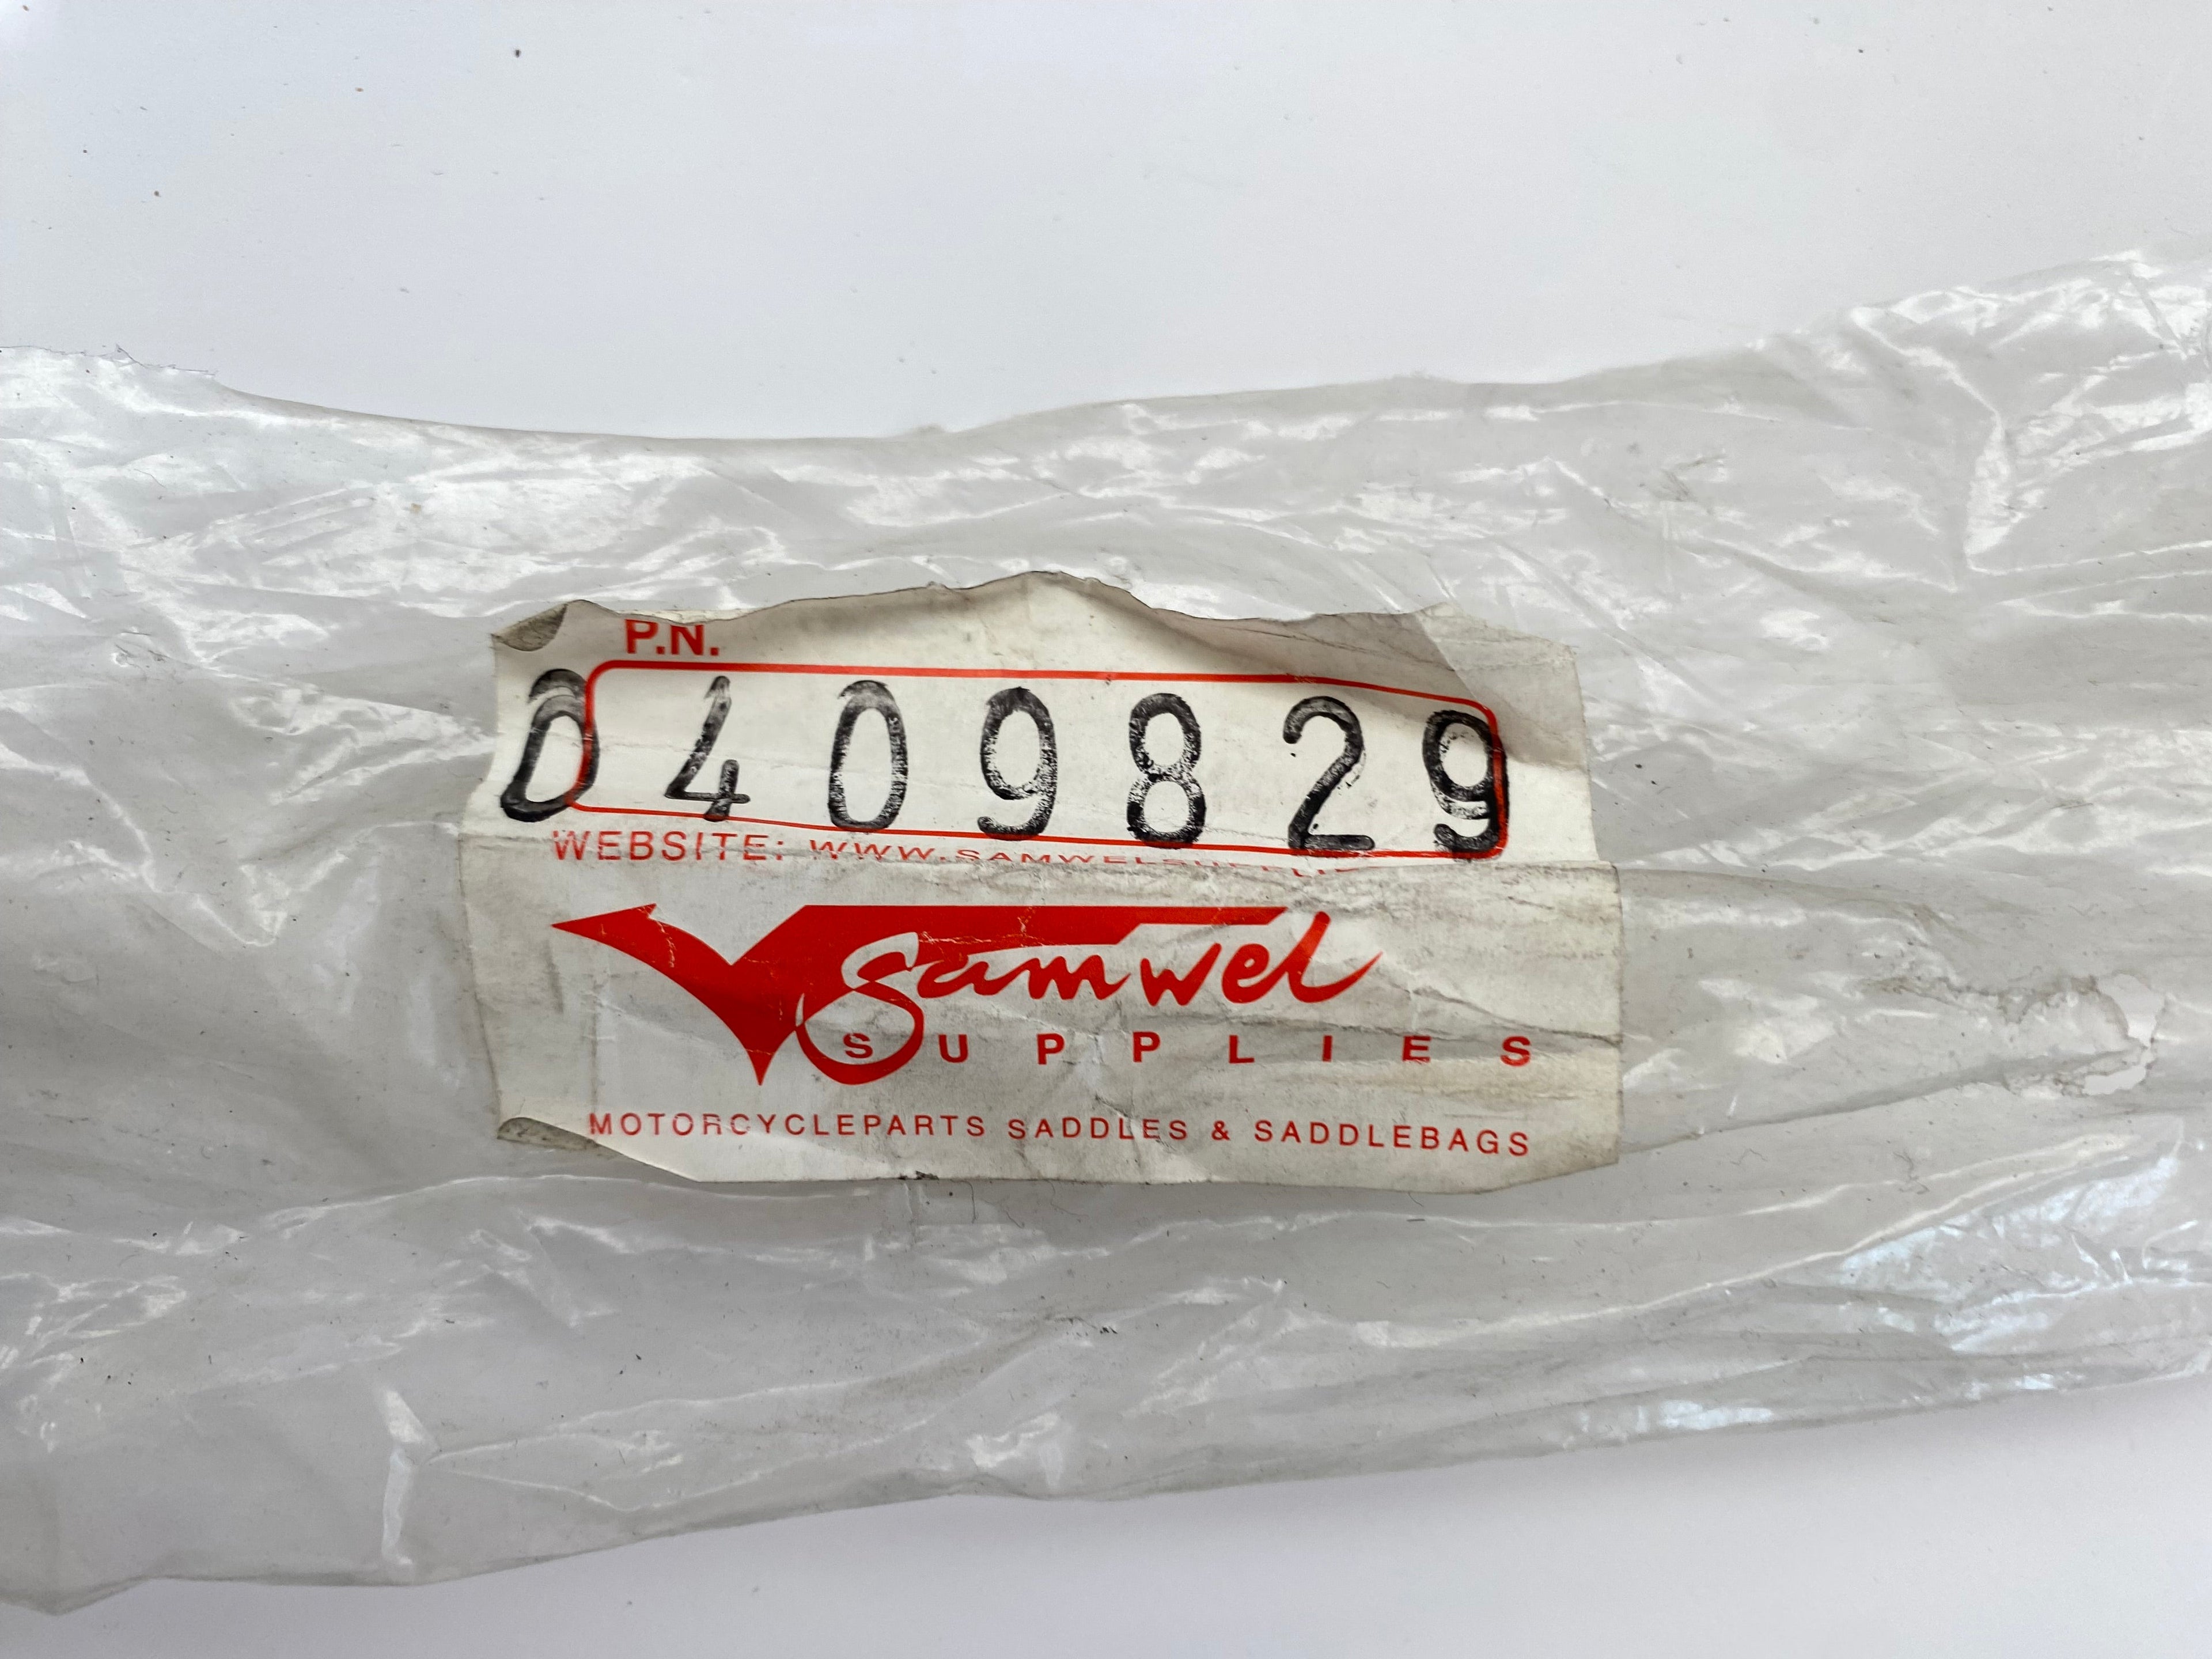 P.N.
0409829
WEBSITE:
Samwel
SUPPLIES
MOTORCYCLEPARTS SADDLES & SADDLEBAGS